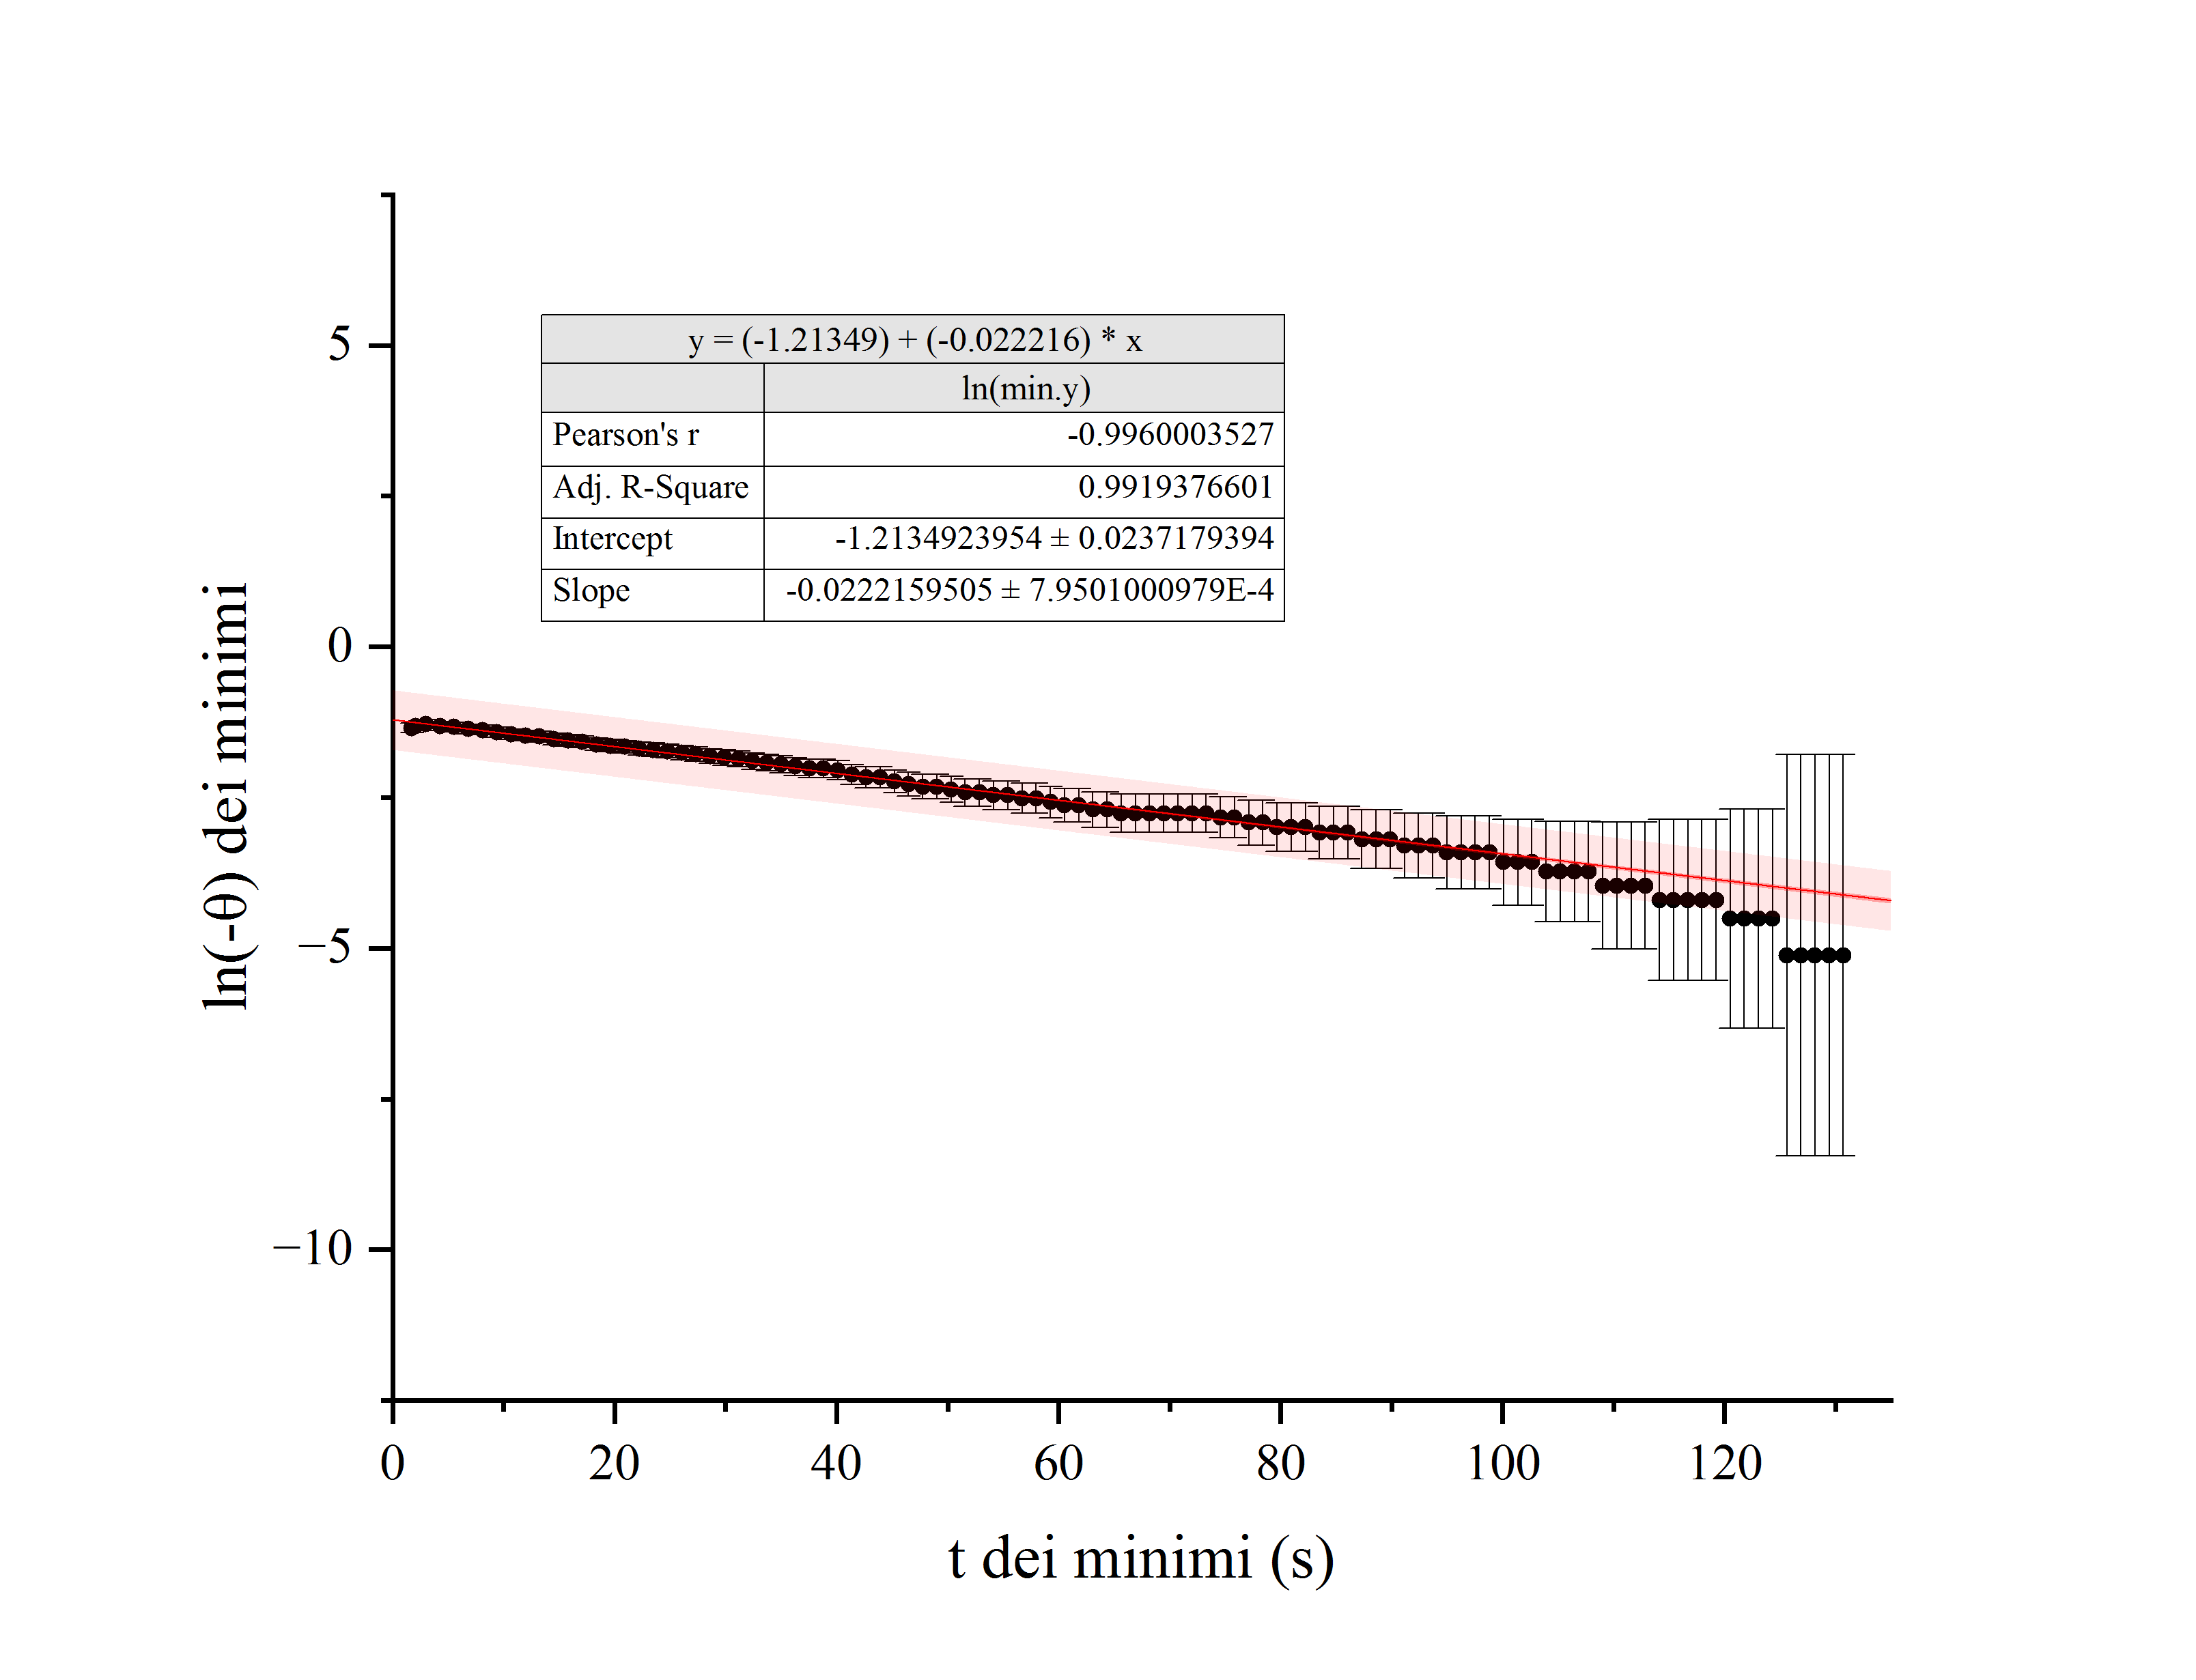 y = (-1.21349) + (-0.022216) * x
ln(min.y)
Pearson's r -0.9960003527
Adj. R-Square 0.9919376601
Intercept -1.2134923954 ± 0.0237179394
Slope -0.0222159505 ± 7.9501000979E-4
ln(-θ) dei minimi
5
0
−5
−10
0 20 40 60 80 100 120
t dei minimi (s)